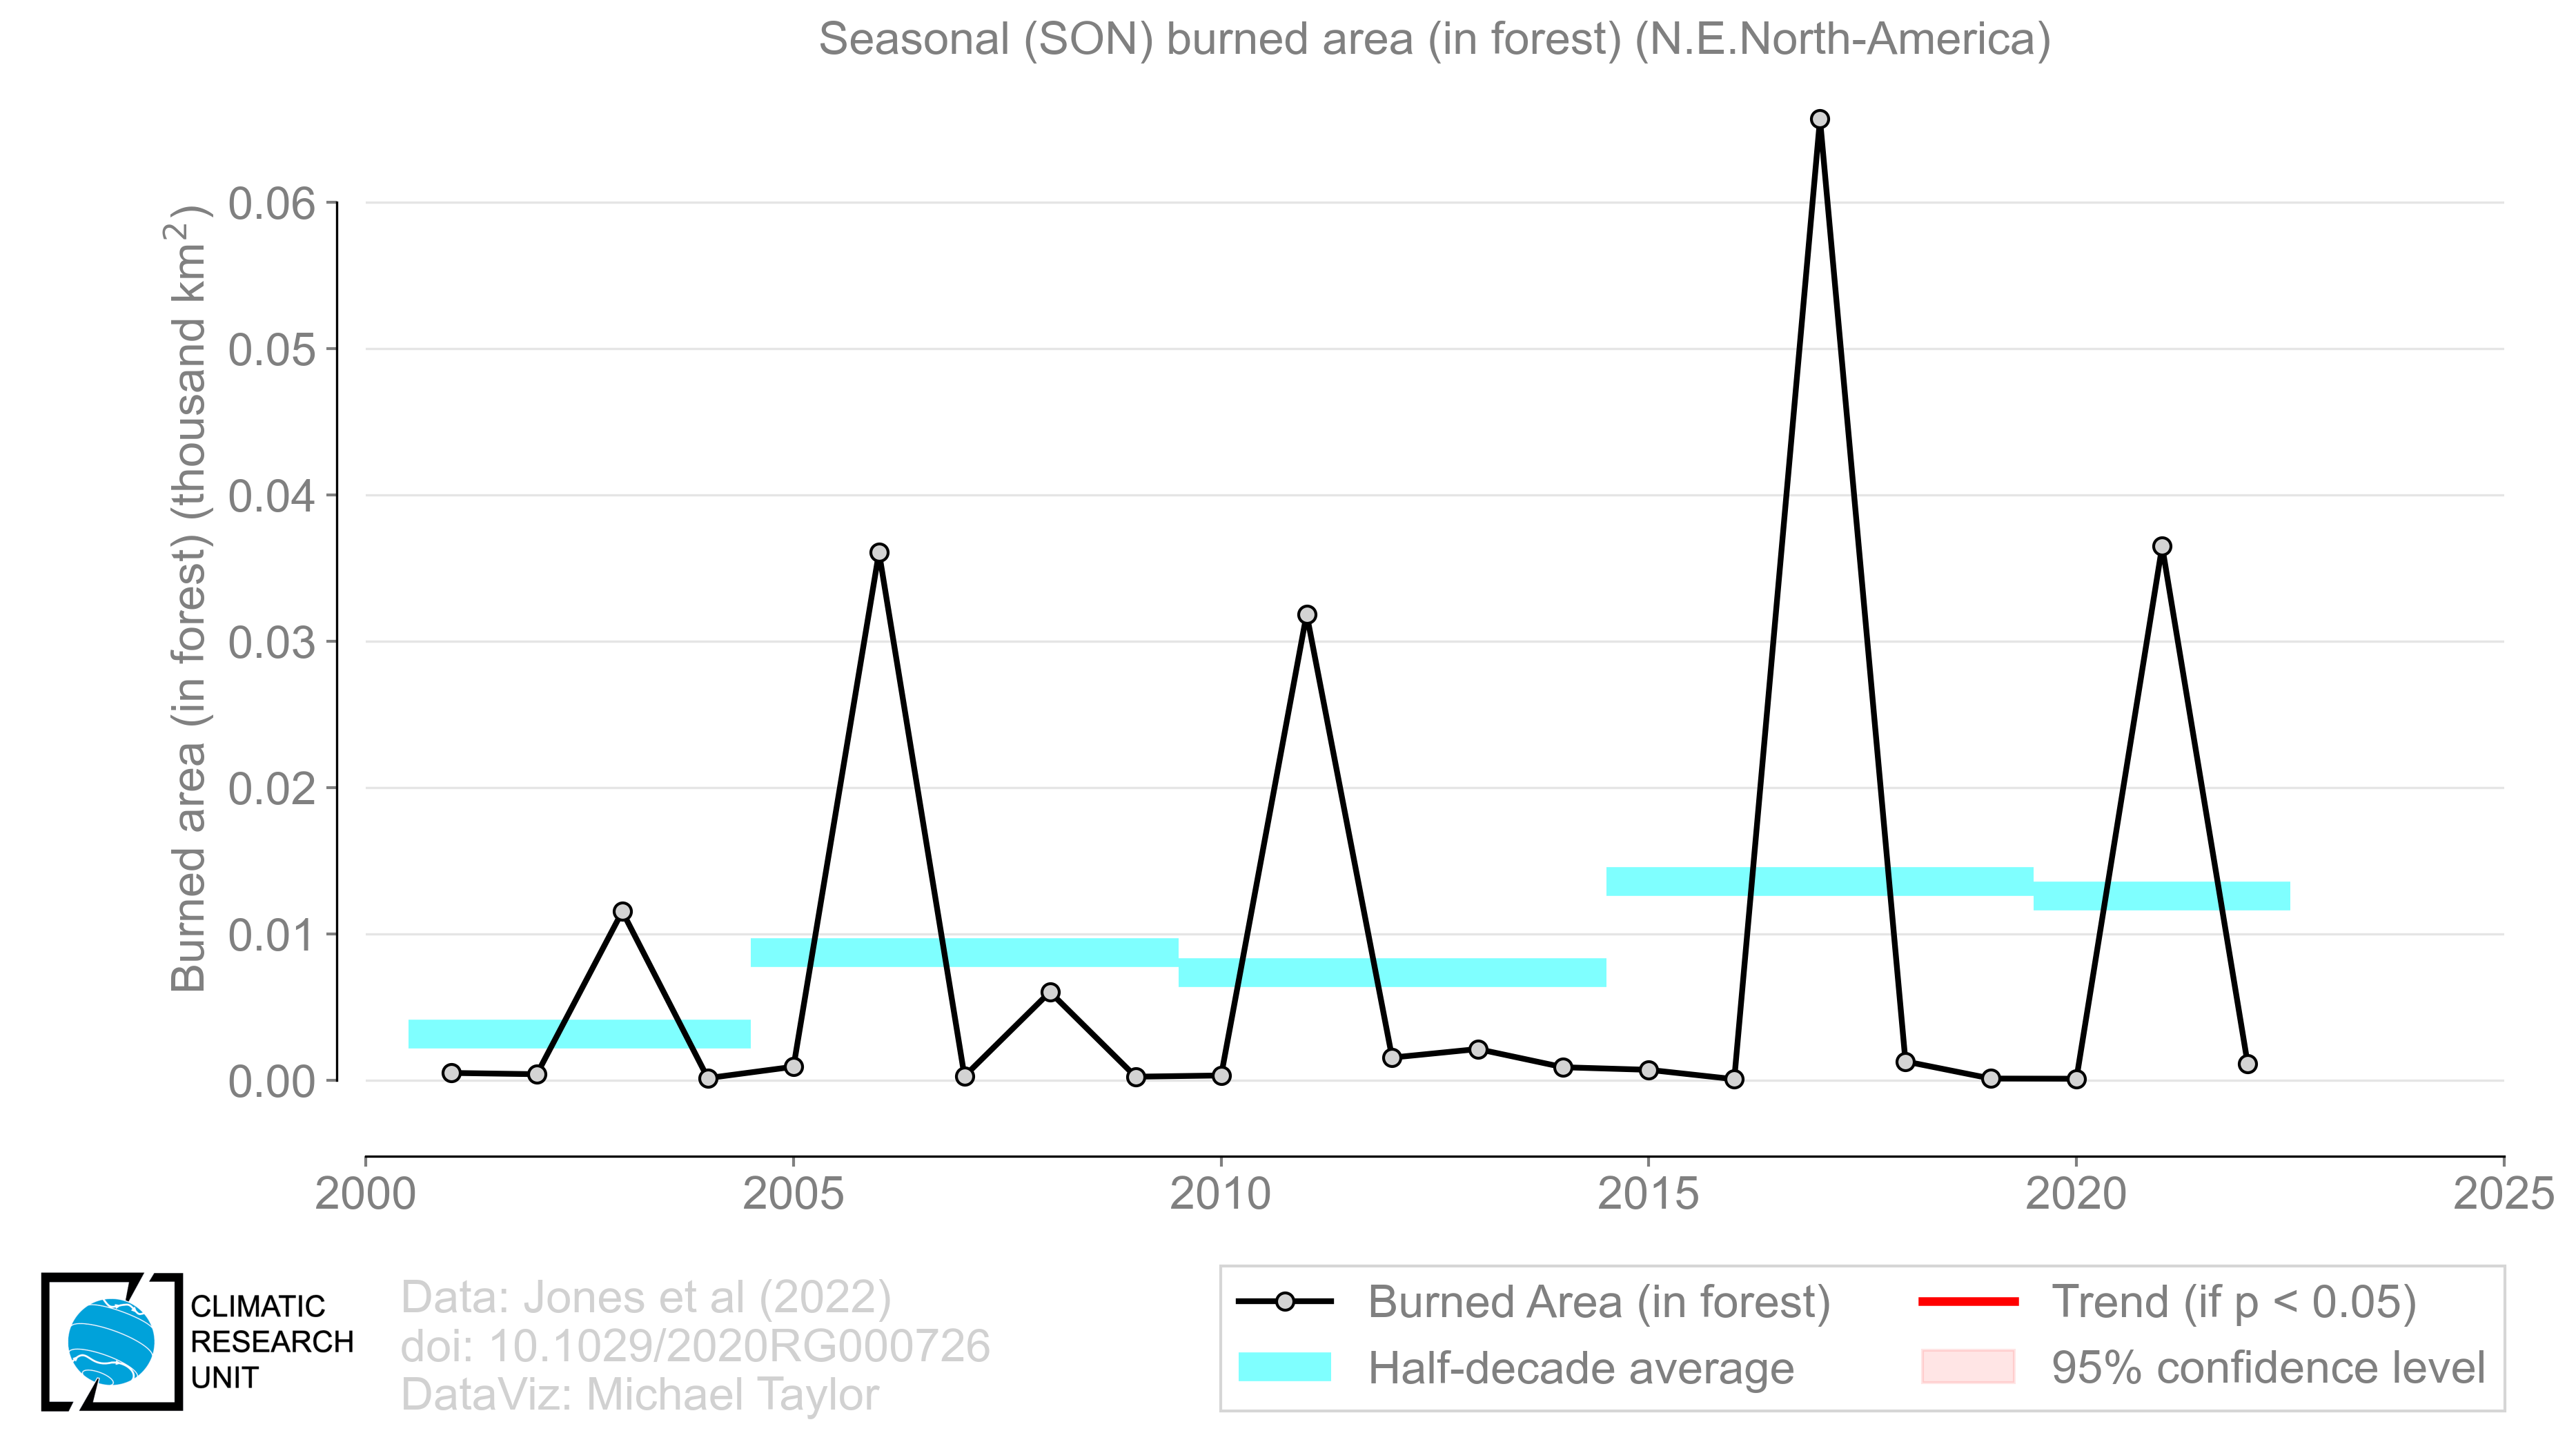 Seasonal (SON) burned area (in forest) (N.E.North-America)
Burned area (in forest) (thousand km²)
0.06
0.05
0.04
0.03
0.02
0.01
0.00
2000 2005 2010 2015 2020 2025
CLIMATIC
RESEARCH
UNIT
Data: Jones et al (2022)
doi: 10.1029/2020RG000726
DataViz: Michael Taylor
Burned Area (in forest)
Half-decade average
Trend (if p < 0.05)
95% confidence level